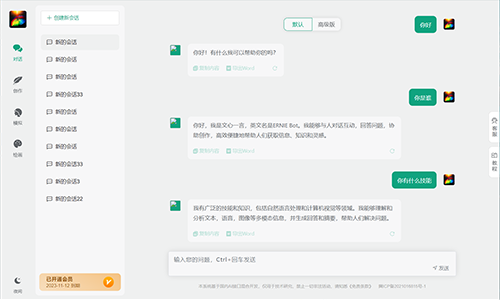 + 创建新会话
对话
创作
模拟
绘画
夜间
新的会话
新的会话
新的会话
新的会话33
新的会话
新的会话
新的会话
新的会话33
新的会话3
新的会话22
已开通会员
2023-11-12 到期
默认
高级版
你好
你好！有什么我可以帮助你的吗？
复制内容
导出Word
你是谁
你好，我是文心一言，英文名是ERNIE Bot。我能够与人对话互动，回答问题，协
助创作，高效便捷地帮助人们获取信息、知识和灵感。
复制内容
导出Word
你有什么技能
我有广泛的技能和知识，包括自然语言处理和计算机视觉等领域。我能够理解和
分析文本、语音、图像等多模态信息，并生成回答和摘要，帮助人们解决问题。
复制内容
导出Word
输入您的问题，Ctrl+回车发送
发送
客服
教程